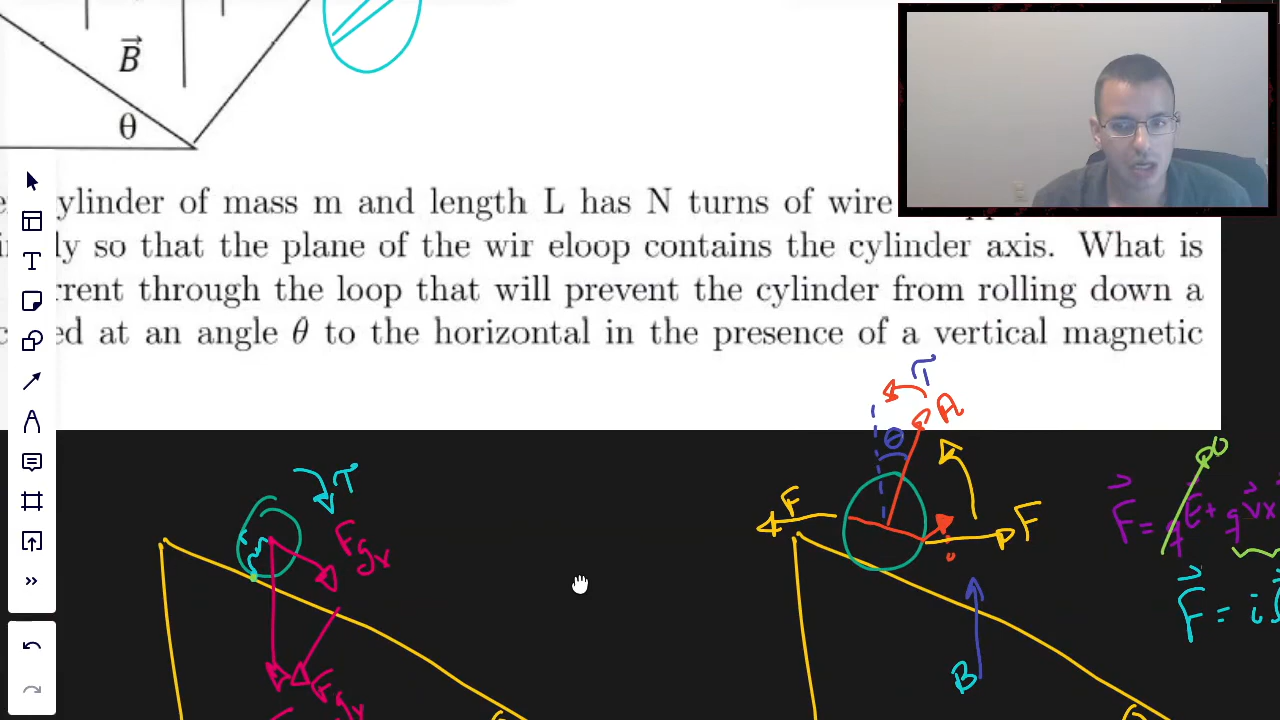 B
θ
ylinder of mass m and length L has N turns of wire
ly so that the plane of the wir eloop contains the cylinder axis. What is
rrent through the loop that will prevent the cylinder from rolling down a
ed at an angle θ to the horizontal in the presence of a vertical magnetic
τ
A
θ
F
F
B
τ
Fgx
Fgy
F = qE + qvx
F = i